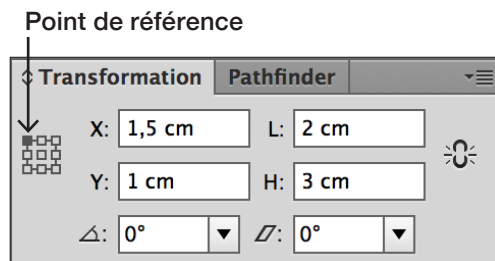 Point de référence
Transformation Pathfinder
X: 1,5 cm L: 2 cm
Y: 1 cm H: 3 cm
: 0° : 0°